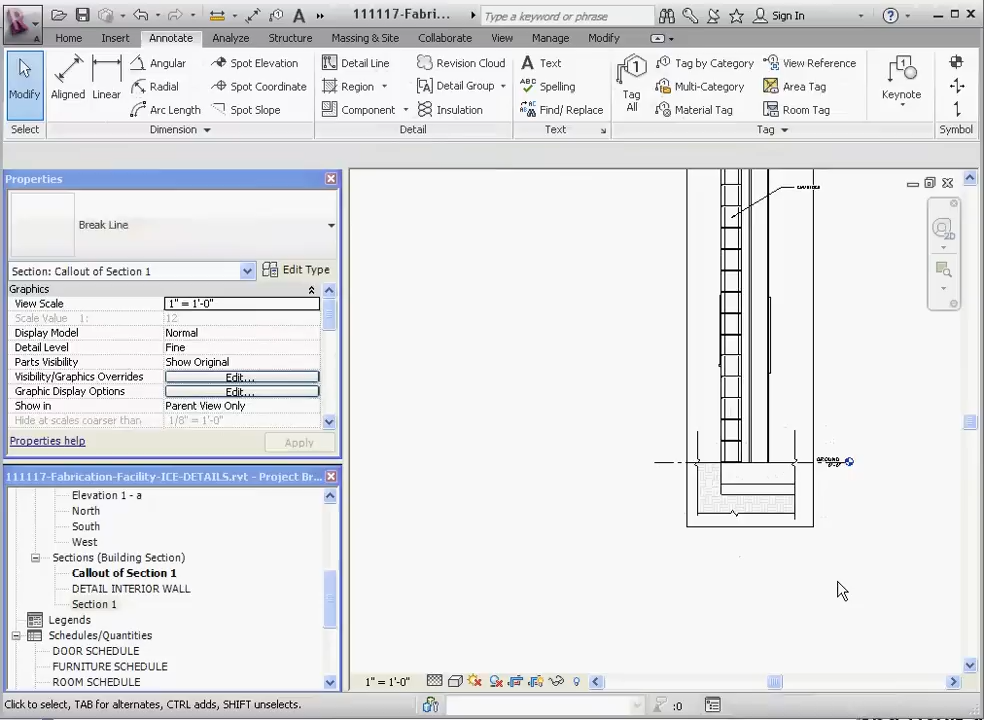 111117-Fabri...
Type a keyword or phrase
Sign In
Home Insert Annotate Analyze Structure Massing & Site Collaborate View Manage Modify
Angular Spot Elevation Detail Line Revision Cloud Text Tag by Category View Reference
Modify Aligned Linear Radial Spot Coordinate Region Detail Group ABC Spelling Tag All Multi-Category Area Tag Keynote
Arc Length Spot Slope Component Insulation Find/ Replace Material Tag Room Tag
Select Dimension Detail Text Tag Symbol
Properties
Break Line
Section: Callout of Section 1 Edit Type
Graphics
View Scale 1" = 1'-0"
Scale Value 1: 12
Display Model Normal
Detail Level Fine
Parts Visibility Show Original
Visibility/Graphics Overrides Edit...
Graphic Display Options Edit...
Show in Parent View Only
Hide at scales coarser than 1/8" = 1'-0"
Properties help Apply
111117-Fabrication-Facility-ICE-DETAILS.rvt - Project Br...
Elevation 1 - a
North
South
West
Sections (Building Section)
Callout of Section 1
DETAIL INTERIOR WALL
Section 1
Legends
Schedules/Quantities
DOOR SCHEDULE
FURNITURE SCHEDULE
ROOM SCHEDULE
GROUND
2D
1" = 1'-0"
Click to select, TAB for alternates, CTRL adds, SHIFT unselects.
:0